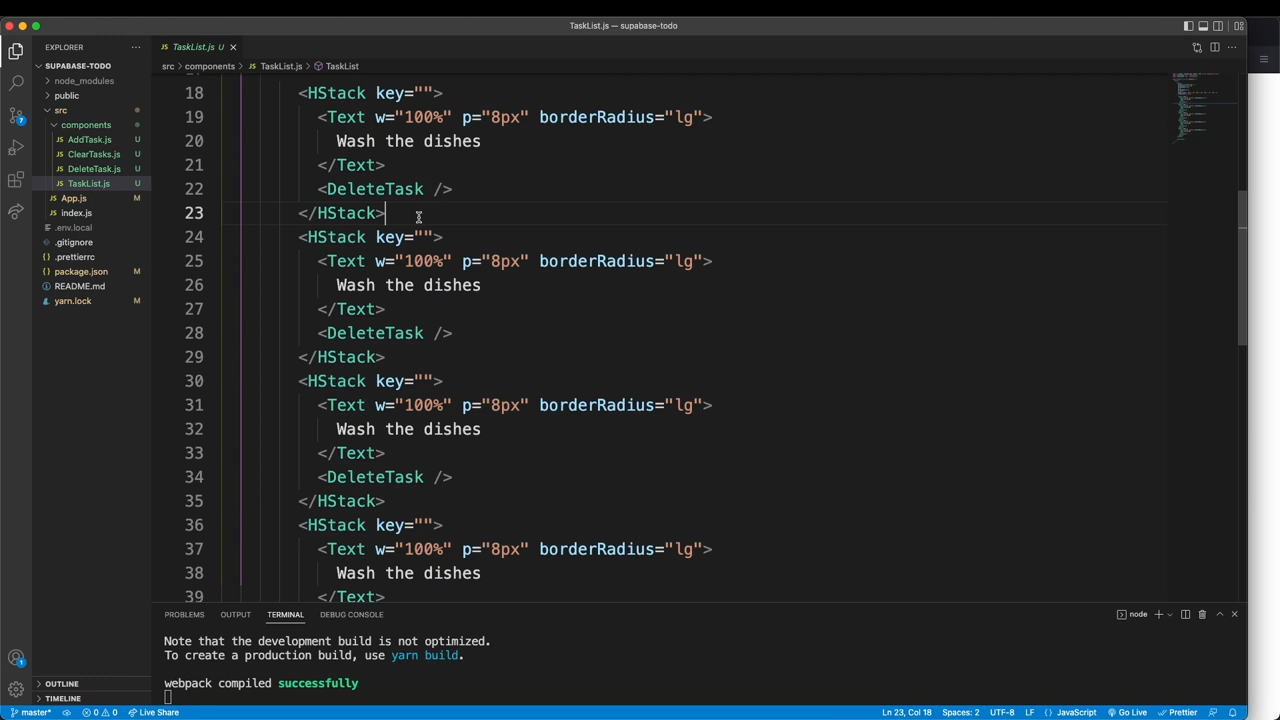 TaskList.js — supabase-todo
EXPLORER
TaskList.js U
SUPABASE-TODO
src > components > TaskList.js > TaskList
node_modules
public
src
components
AddTask.js U
ClearTasks.js U
DeleteTask.js U
TaskList.js U
App.js M
index.js
.env.local
.gitignore
.prettierrc
package.json M
README.md
yarn.lock M
OUTLINE
TIMELINE
18 <HStack key="">
19 <Text w="100%" p="8px" borderRadius="lg">
20 Wash the dishes
21 </Text>
22 <DeleteTask />
23 </HStack>
24 <HStack key="">
25 <Text w="100%" p="8px" borderRadius="lg">
26 Wash the dishes
27 </Text>
28 <DeleteTask />
29 </HStack>
30 <HStack key="">
31 <Text w="100%" p="8px" borderRadius="lg">
32 Wash the dishes
33 </Text>
34 <DeleteTask />
35 </HStack>
36 <HStack key="">
37 <Text w="100%" p="8px" borderRadius="lg">
38 Wash the dishes
39 </Text>
PROBLEMS OUTPUT TERMINAL DEBUG CONSOLE
node
Note that the development build is not optimized.
To create a production build, use yarn build.
webpack compiled successfully
master* 0 0 Live Share Ln 23, Col 18 Spaces: 2 UTF-8 LF {} JavaScript Go Live Prettier